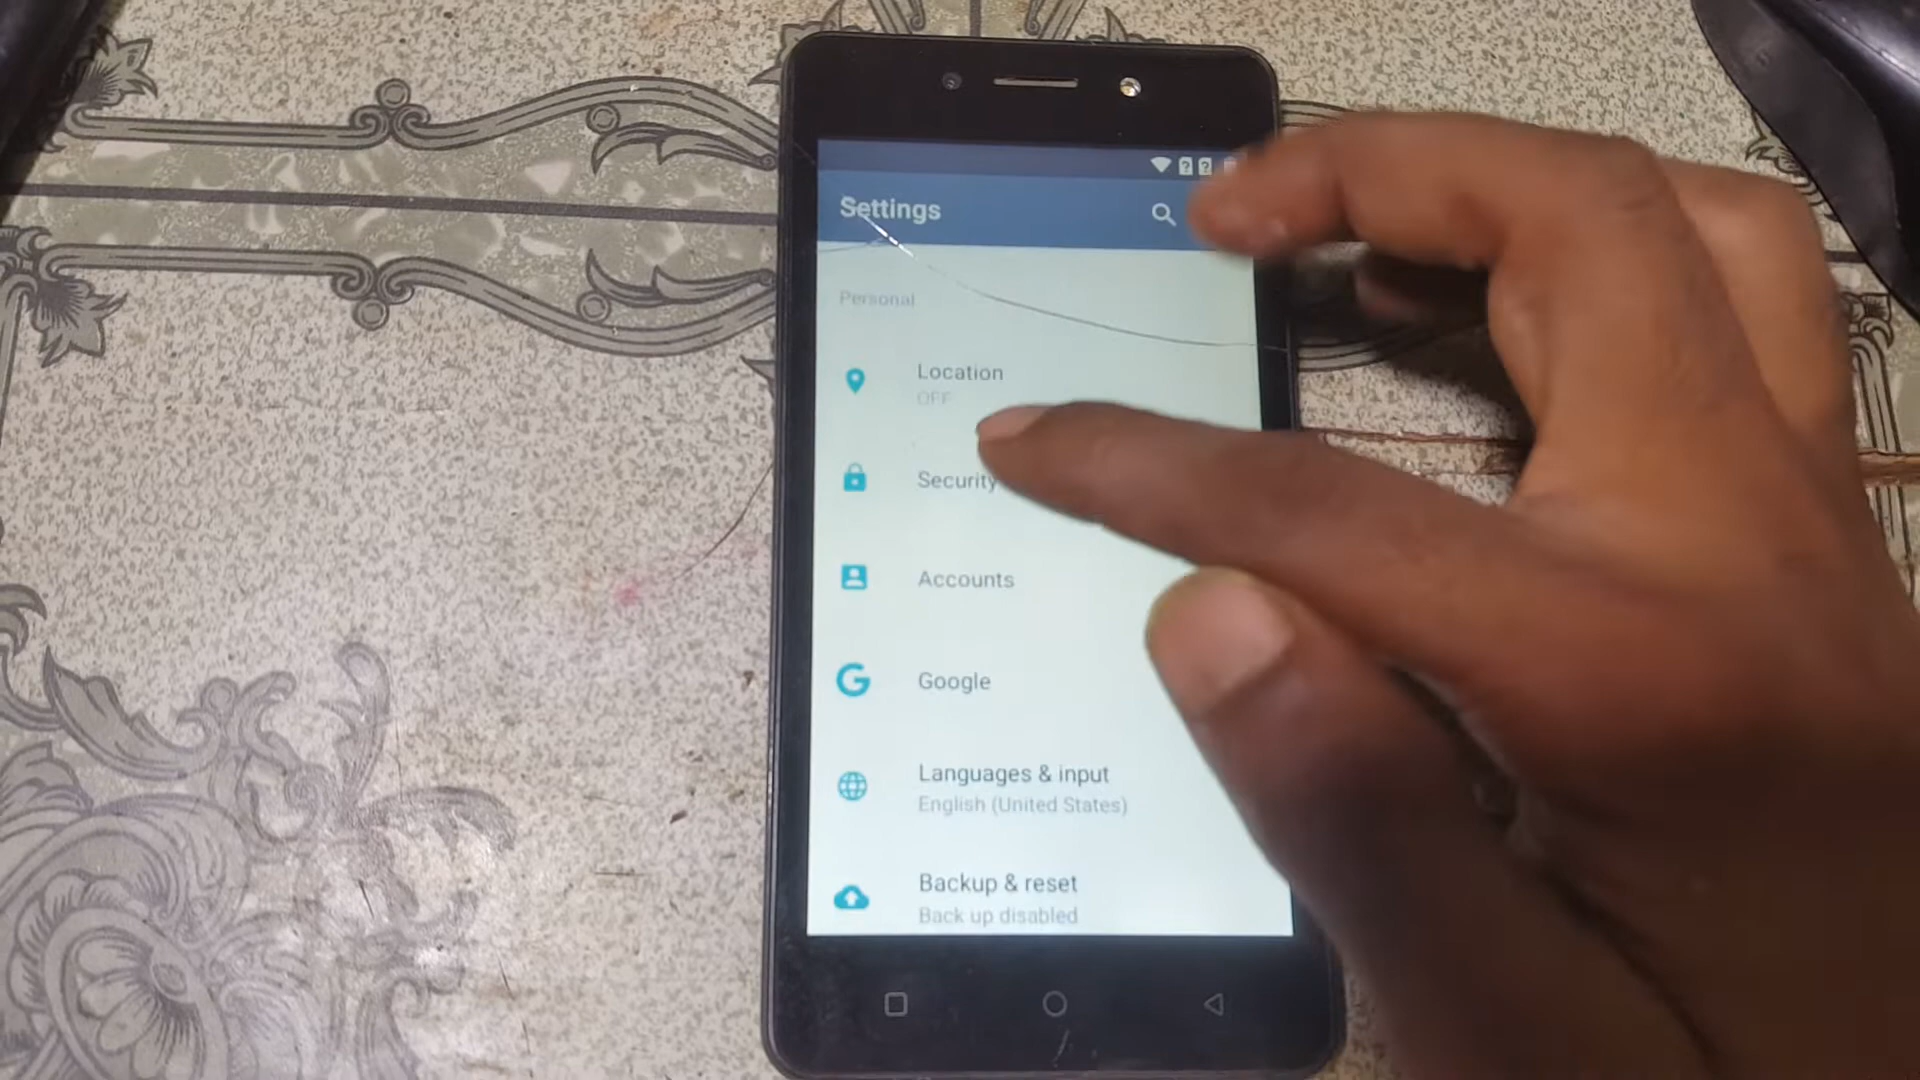 Settings
Personal
Location
OFF
Security
Accounts
Google
Languages & input
English (United States)
Backup & reset
Back up disabled